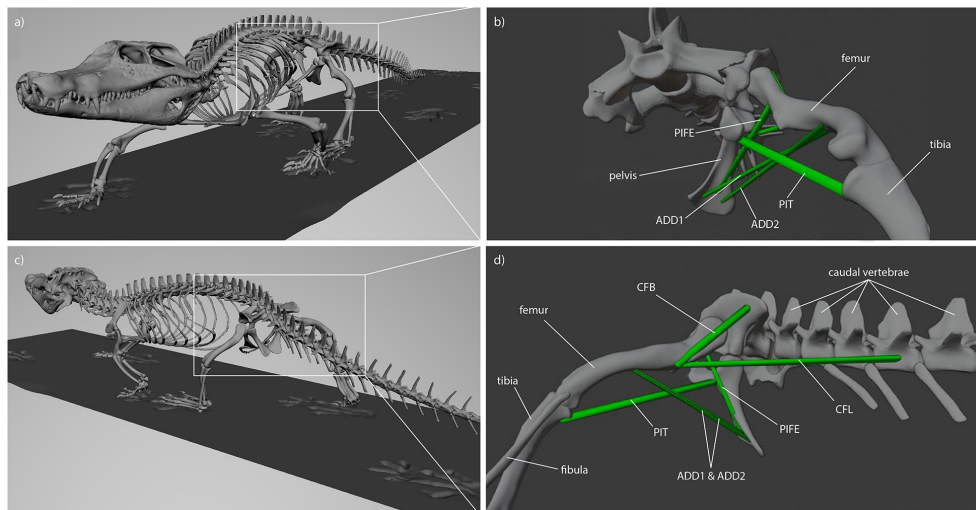 a)
b)
femur
PIFE
tibia
pelvis
PIT
ADD1
ADD2
c)
d)
caudal vertebrae
CFB
femur
tibia
CFL
PIT
PIFE
fibula
ADD1 & ADD2